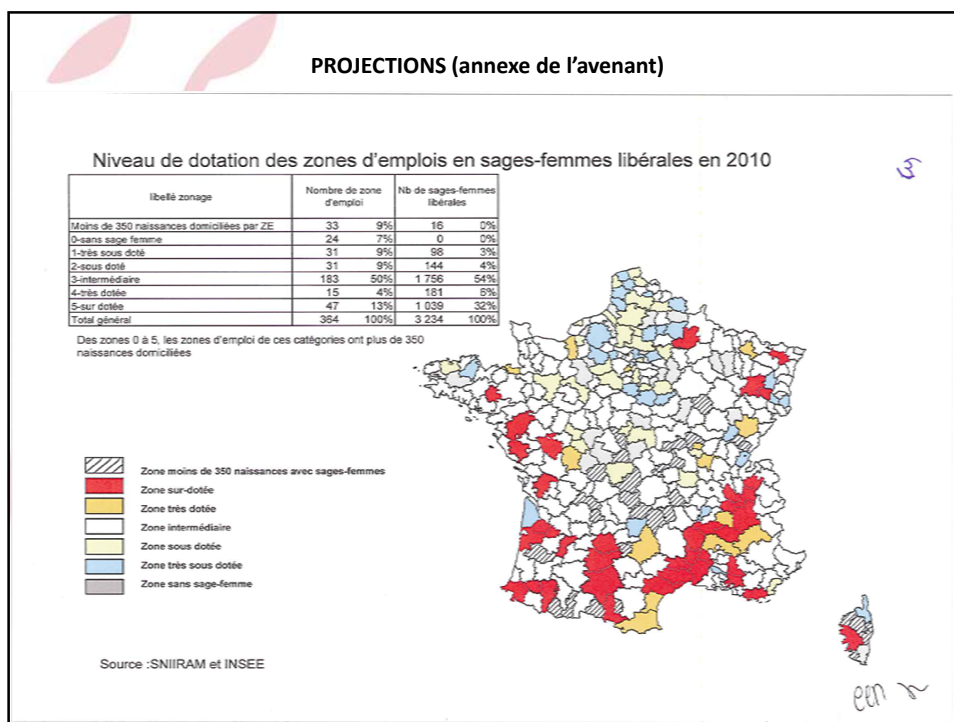 PROJECTIONS (annexe de l'avenant)
Niveau de dotation des zones d'emplois en sages-femmes libérales en 2010
libellé zonage Nombre de zone d'emploi Nb de sages-femmes libérales
Moins de 350 naissances domiciliées par ZE 33 9% 16 0%
0-sans sage femme 24 7% 0 0%
1-très sous doté 31 9% 98 3%
2-sous doté 31 9% 144 4%
3-intermédiaire 183 50% 1 756 54%
4-très dotée 15 4% 181 6%
5-sur dotée 47 13% 1 039 32%
Total général 364 100% 3 234 100%
Des zones 0 à 5, les zones d'emploi de ces catégories ont plus de 350
naissances domiciliées
Zone moins de 350 naissances avec sages-femmes
Zone sur-dotée
Zone très dotée
Zone intermédiaire
Zone sous dotée
Zone très sous dotée
Zone sans sage-femme
Source :SNIIRAM et INSEE